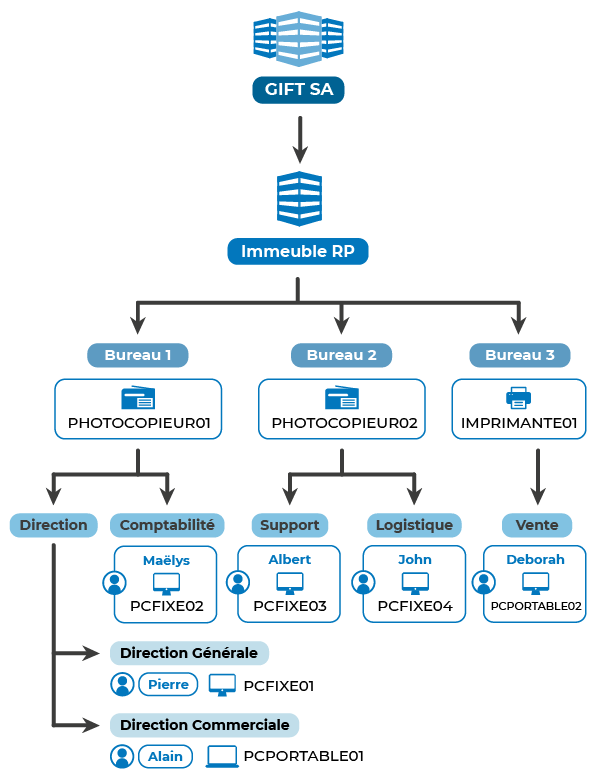 GIFT SA
Immeuble RP
Bureau 1
Bureau 2
Bureau 3
PHOTOCOPIEUR01
PHOTOCOPIEUR02
IMPRIMANTE01
Direction
Comptabilité
Support
Logistique
Vente
Maëlys
PCFIXE02
Albert
PCFIXE03
John
PCFIXE04
Deborah
PCPORTABLE02
Direction Générale
Pierre
PCFIXE01
Direction Commerciale
Alain
PCPORTABLE01